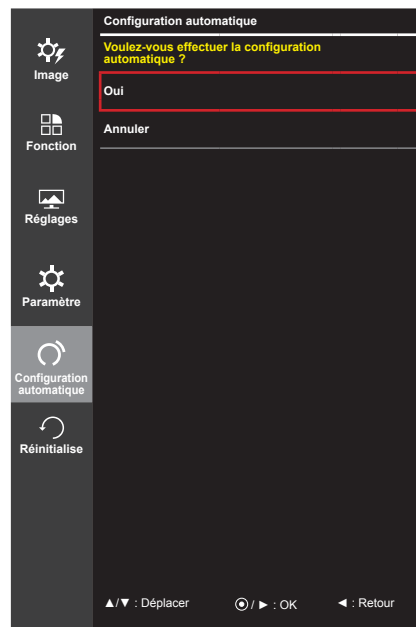 Configuration automatique
Voulez-vous effectuer la configuration
automatique ?
Oui
Annuler
Image
Fonction
Réglages
Paramètre
Configuration
automatique
Réinitialise
▲/▼ : Déplacer
/ ► : OK
◄ : Retour